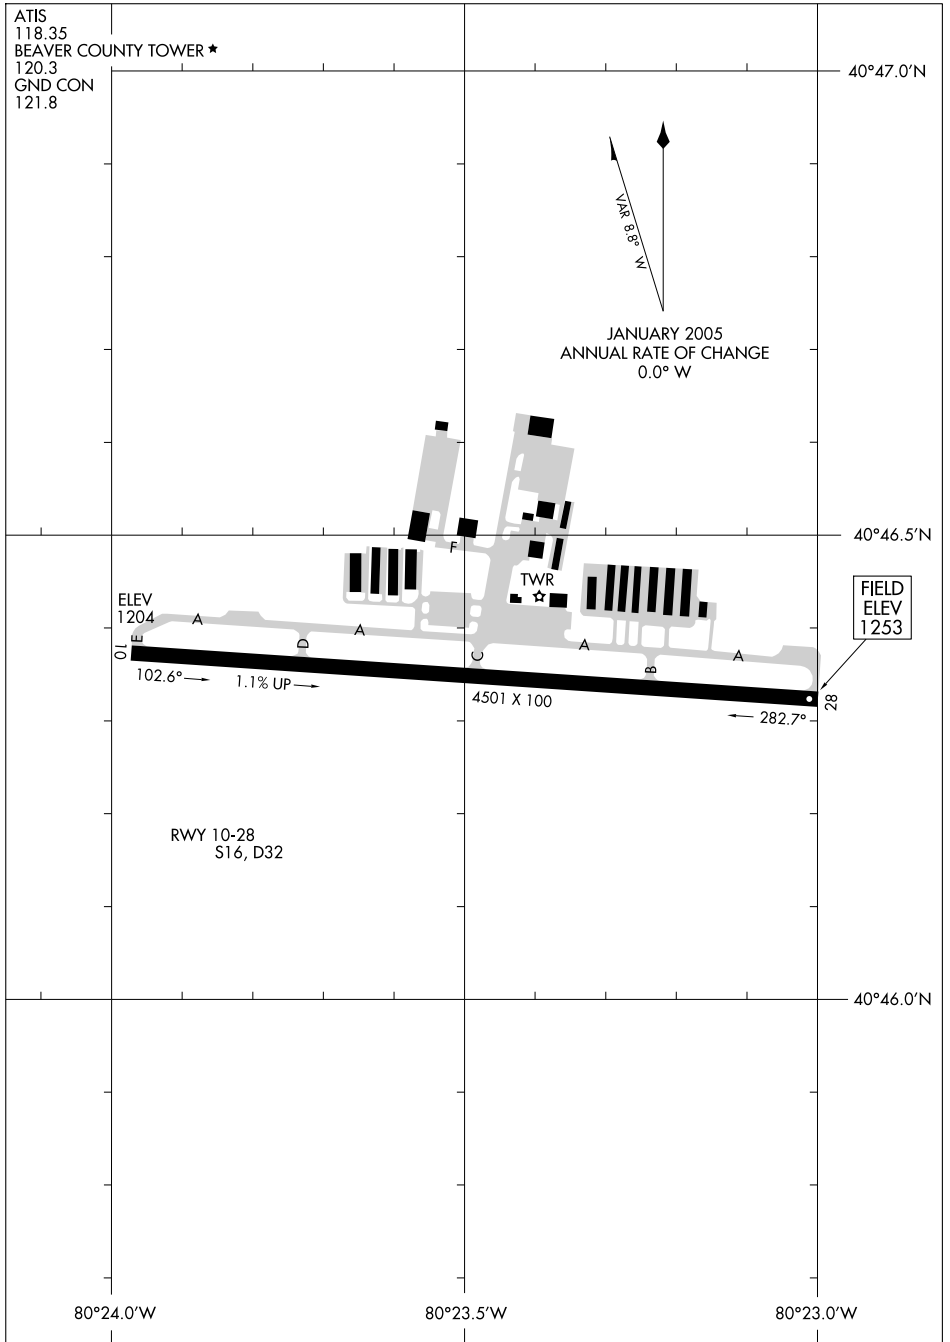 ATIS
118.35
BEAVER COUNTY TOWER ★
120.3
GND CON
121.8
40°47.0'N
VAR 8.8° W
JANUARY 2005
ANNUAL RATE OF CHANGE
0.0° W
40°46.5'N
F
TWR
FIELD
ELEV
1253
ELEV
1204
A
A
A
A
E
D
C
B
10
28
102.6°
1.1% UP
4501 X 100
282.7°
RWY 10-28
S16, D32
40°46.0'N
80°24.0'W
80°23.5'W
80°23.0'W